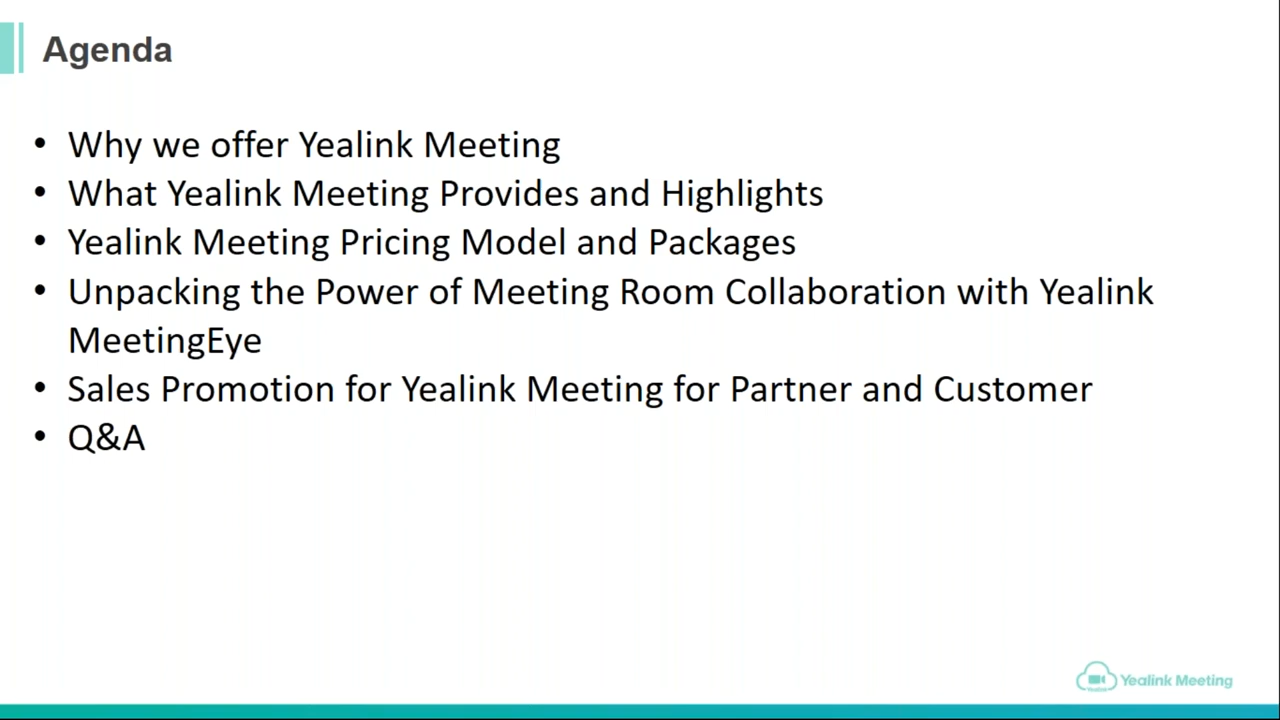 Agenda
• Why we offer Yealink Meeting
• What Yealink Meeting Provides and Highlights
• Yealink Meeting Pricing Model and Packages
• Unpacking the Power of Meeting Room Collaboration with Yealink
MeetingEye
• Sales Promotion for Yealink Meeting for Partner and Customer
• Q&A
Yealink
Yealink Meeting